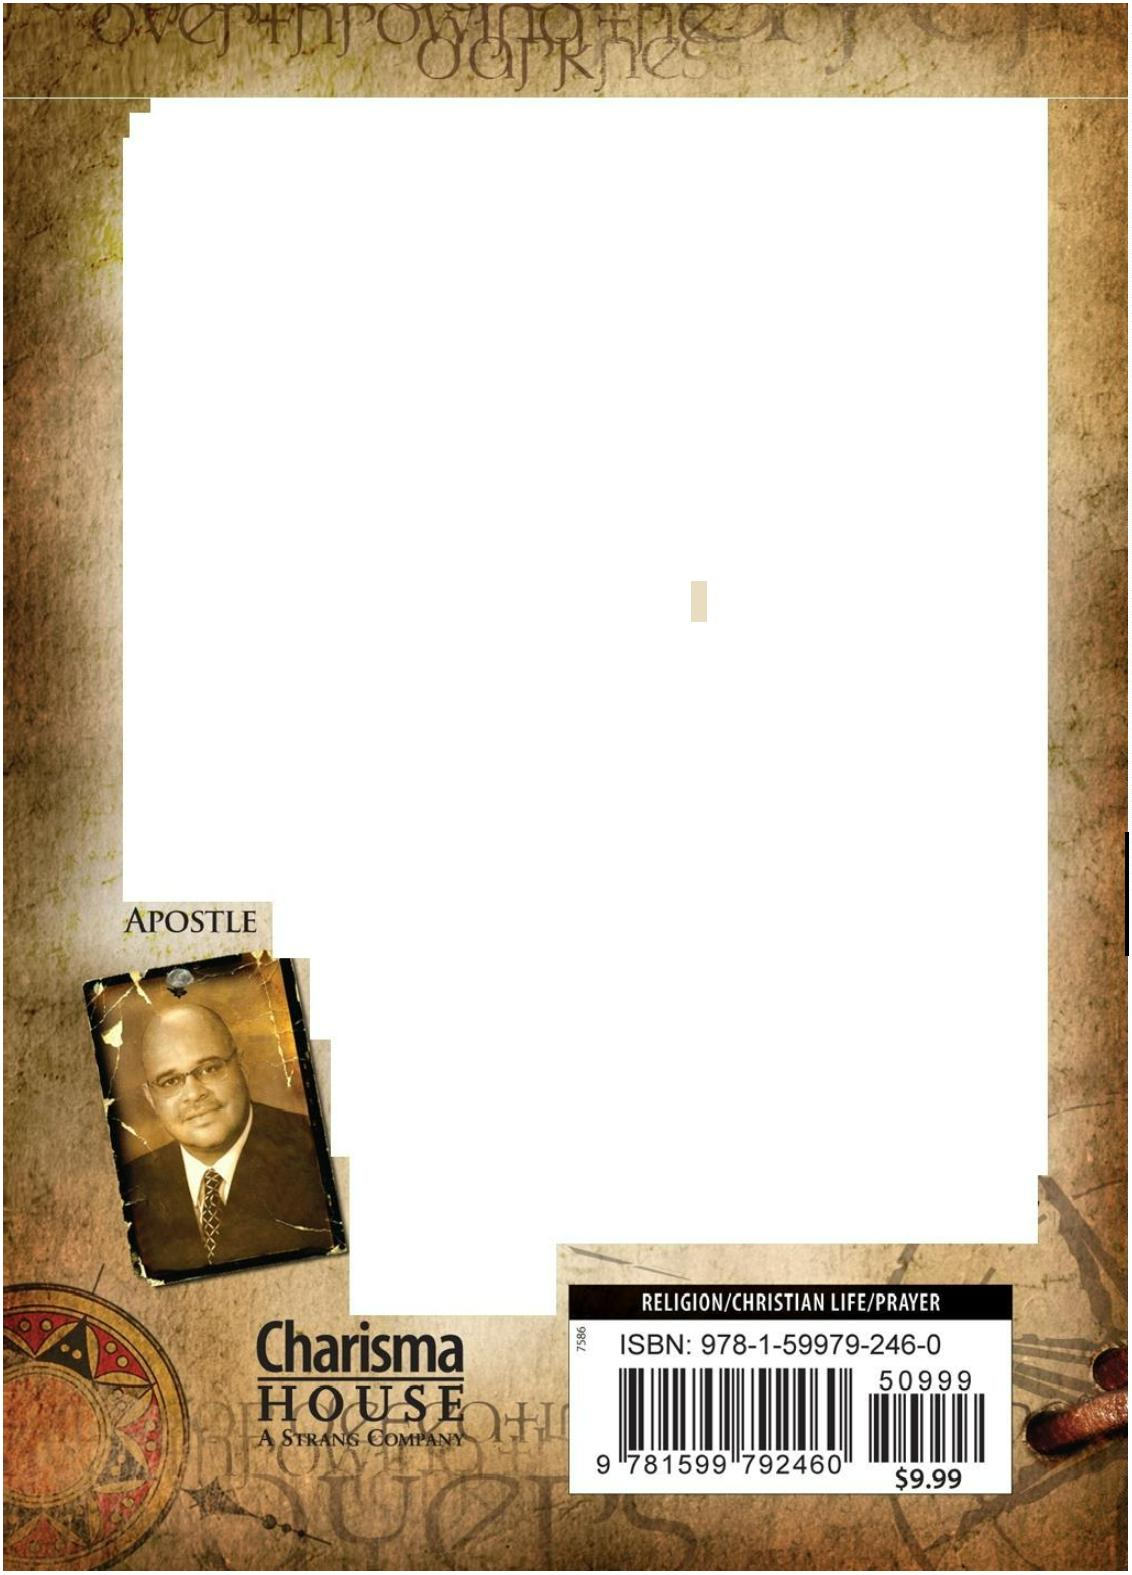 overthrowing the
darkness
APOSTLE
RELIGION/CHRISTIAN LIFE/PRAYER
7586
ISBN: 978-1-59979-246-0
50999
9 781599 792460
$9.99
Charisma
HOUSE
A STRANG COMPANY